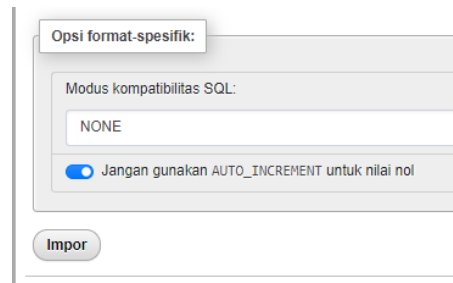 Opsi format-spesifik:
Modus kompatibilitas SQL:
NONE
Jangan gunakan AUTO_INCREMENT untuk nilai nol
Impor